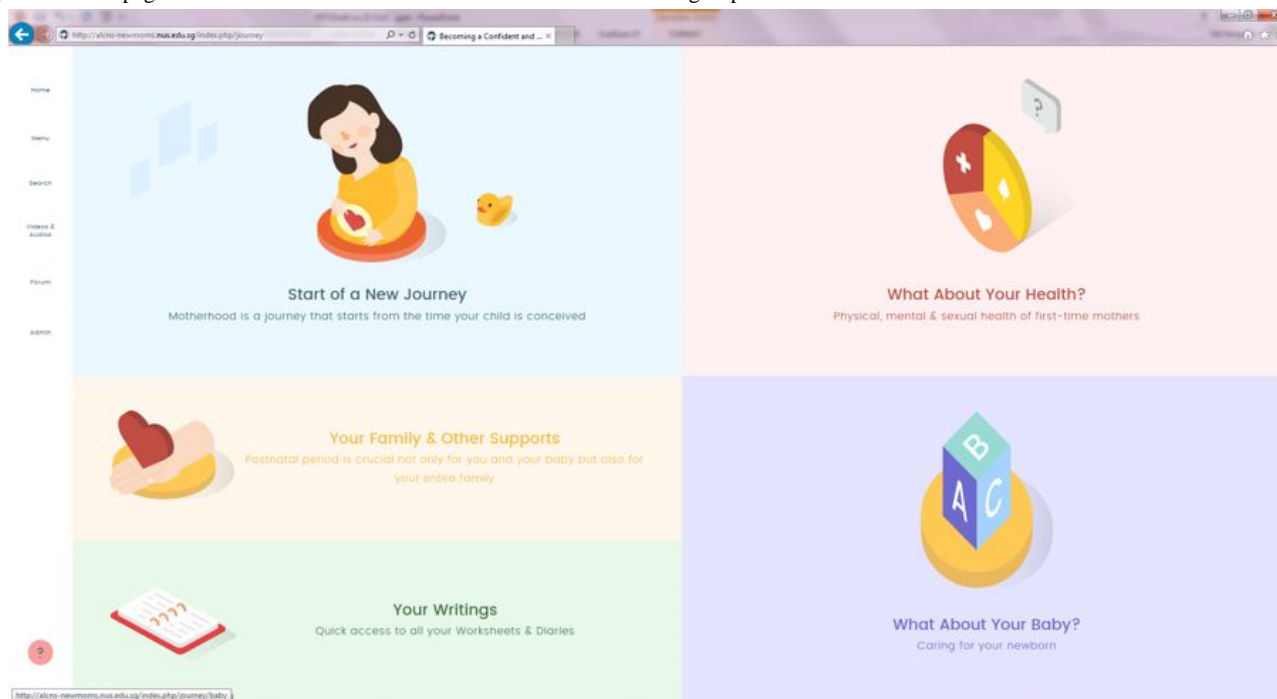 http://alcns-newmoms.nus.edu.sg/index.php/journey
Becoming a Confident and ...
Home
Menu
Search
Videos &
Audios
Forum
Admin
?
Start of a New Journey
Motherhood is a journey that starts from the time your child is conceived
?
What About Your Health?
Physical, mental & sexual health of first-time mothers
Your Family & Other Supports
Postnatal period is crucial not only for you and your baby but also for
your entire family
Your Writings
Quick access to all your Worksheets & Diaries
B
A C
What About Your Baby?
Caring for your newborn
http://alcns-newmoms.nus.edu.sg/index.php/journey/baby